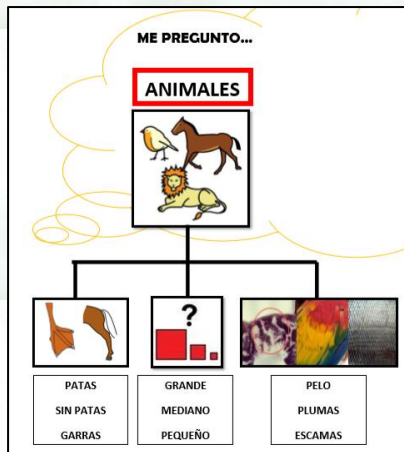 ME PREGUNTO...
ANIMALES
?
PATAS
SIN PATAS
GARRAS
GRANDE
MEDIANO
PEQUEÑO
PELO
PLUMAS
ESCAMAS